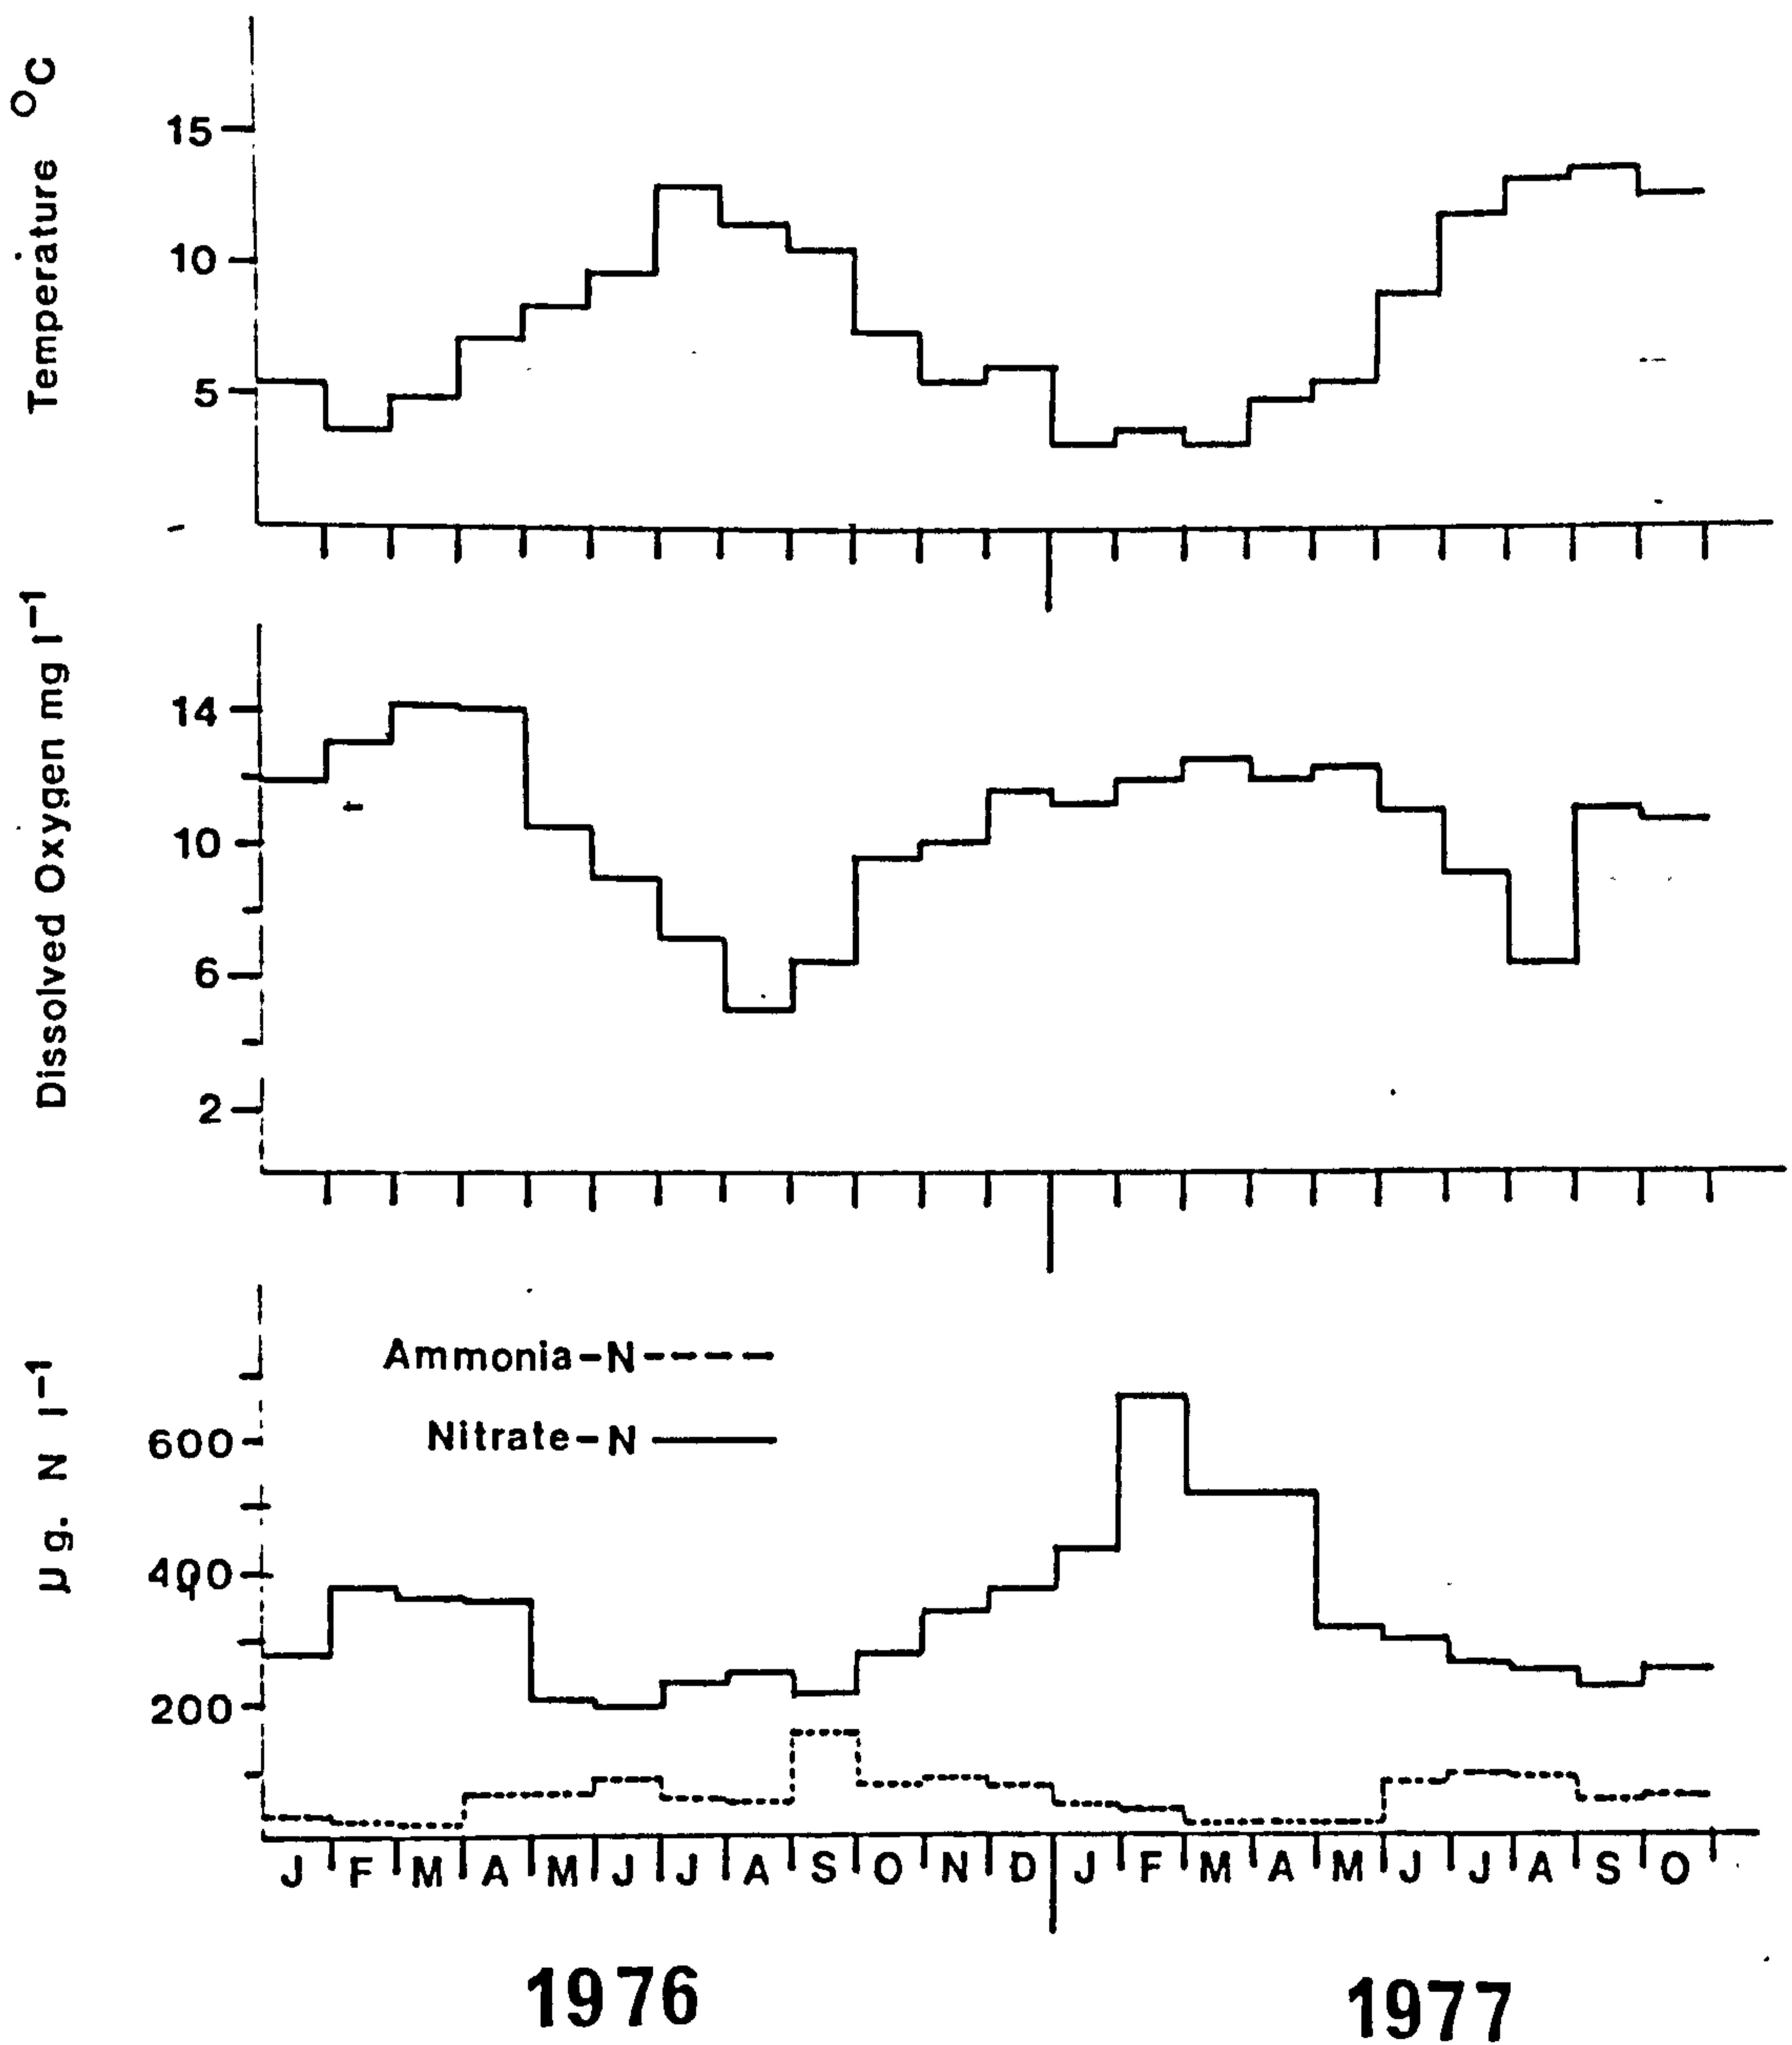 Temperature °C
15
10
5
Dissolved Oxygen mg l⁻¹
14
10
6
2
µg. N l⁻¹
Ammonia-N
Nitrate-N
600
400
200
J F M A M J J A S O N D J F M A M J J A S O
1976 1977